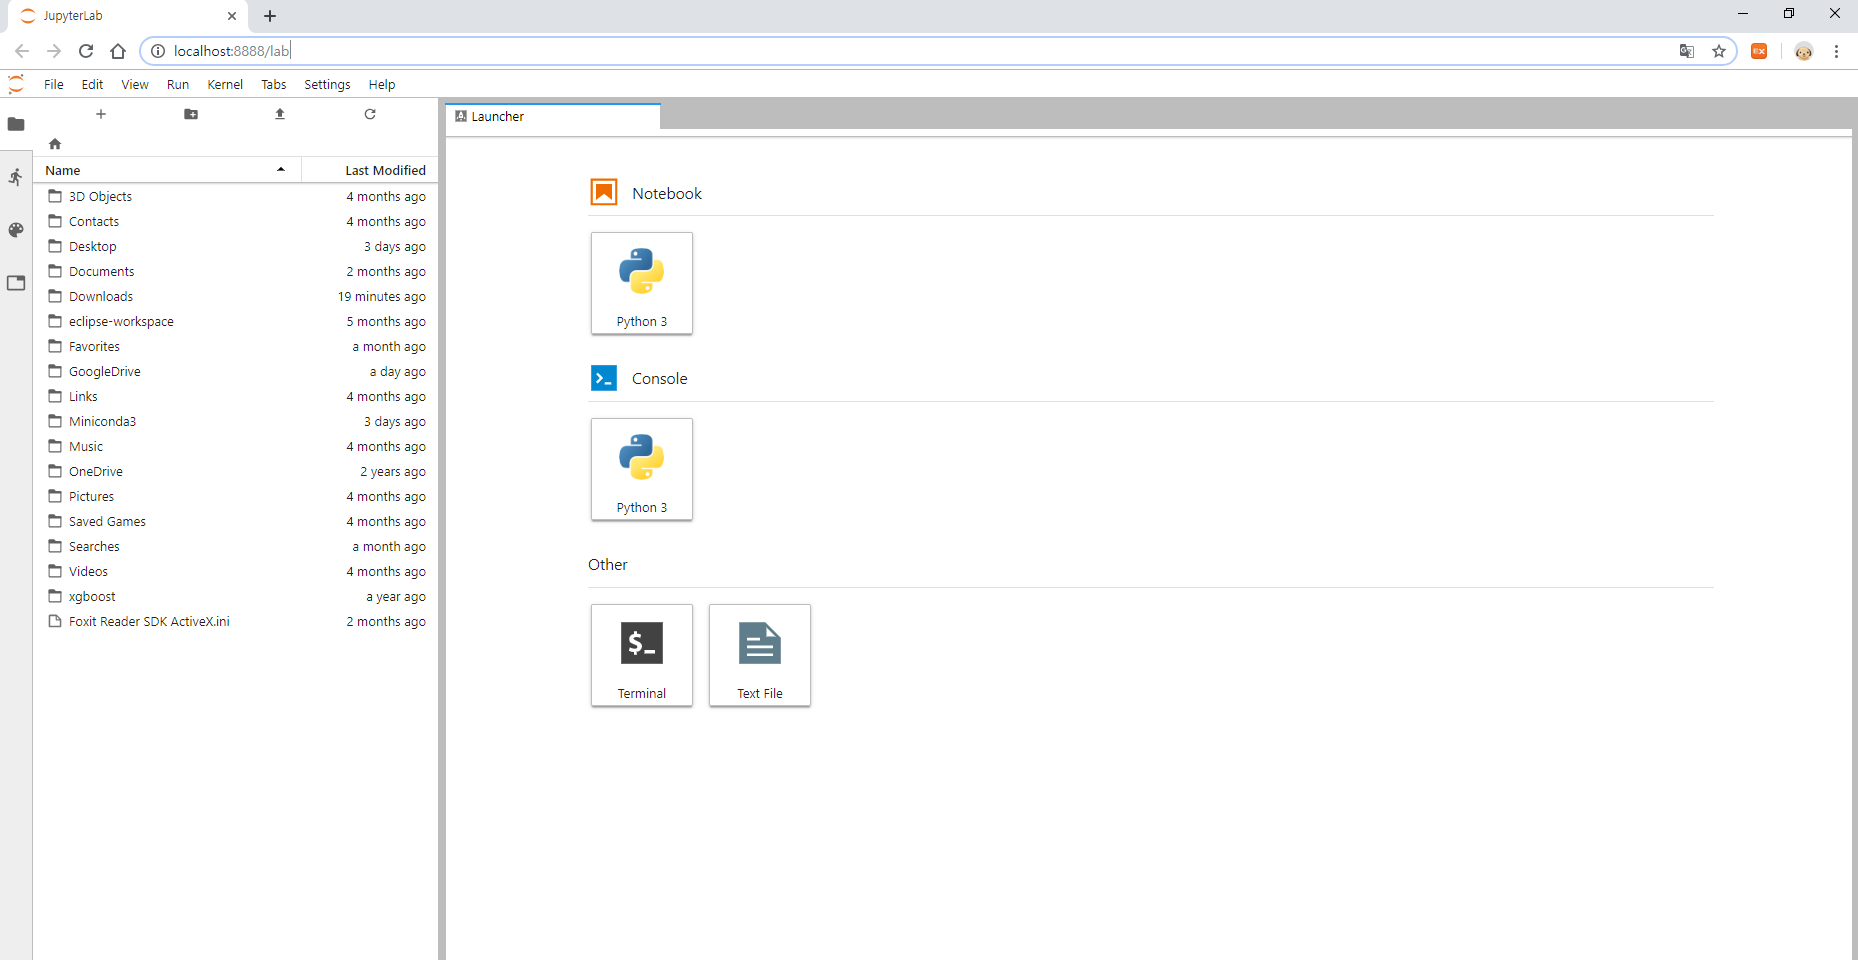 JupyterLab
localhost:8888/lab
EX
File Edit View Run Kernel Tabs Settings Help
Launcher
Name Last Modified
3D Objects 4 months ago
Contacts 4 months ago
Desktop 3 days ago
Documents 2 months ago
Downloads 19 minutes ago
eclipse-workspace 5 months ago
Favorites a month ago
GoogleDrive a day ago
Links 4 months ago
Miniconda3 3 days ago
Music 4 months ago
OneDrive 2 years ago
Pictures 4 months ago
Saved Games 4 months ago
Searches a month ago
Videos 4 months ago
xgboost a year ago
Foxit Reader SDK ActiveX.ini 2 months ago
Notebook
Python 3
Console
Python 3
Other
$_
Terminal Text File